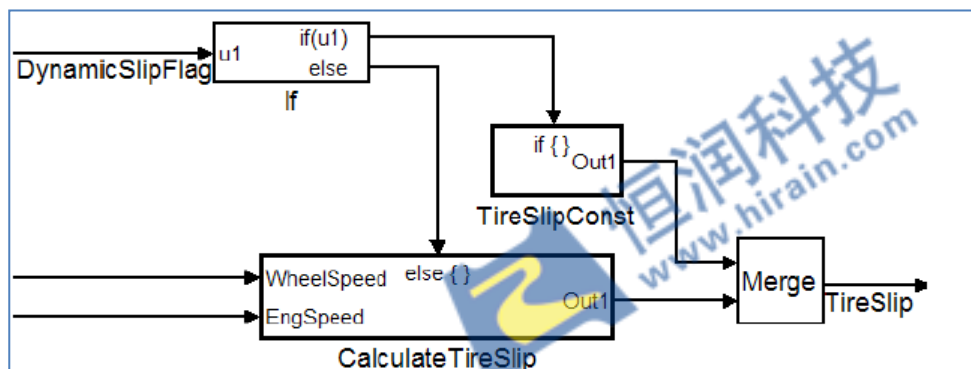 u1
if(u1)
else
DynamicSlipFlag
If
if { }
Out1
TireSlipConst
WheelSpeed
else { }
EngSpeed
Out1
CalculateTireSlip
Merge
TireSlip
恒润科技
www.hirain.com